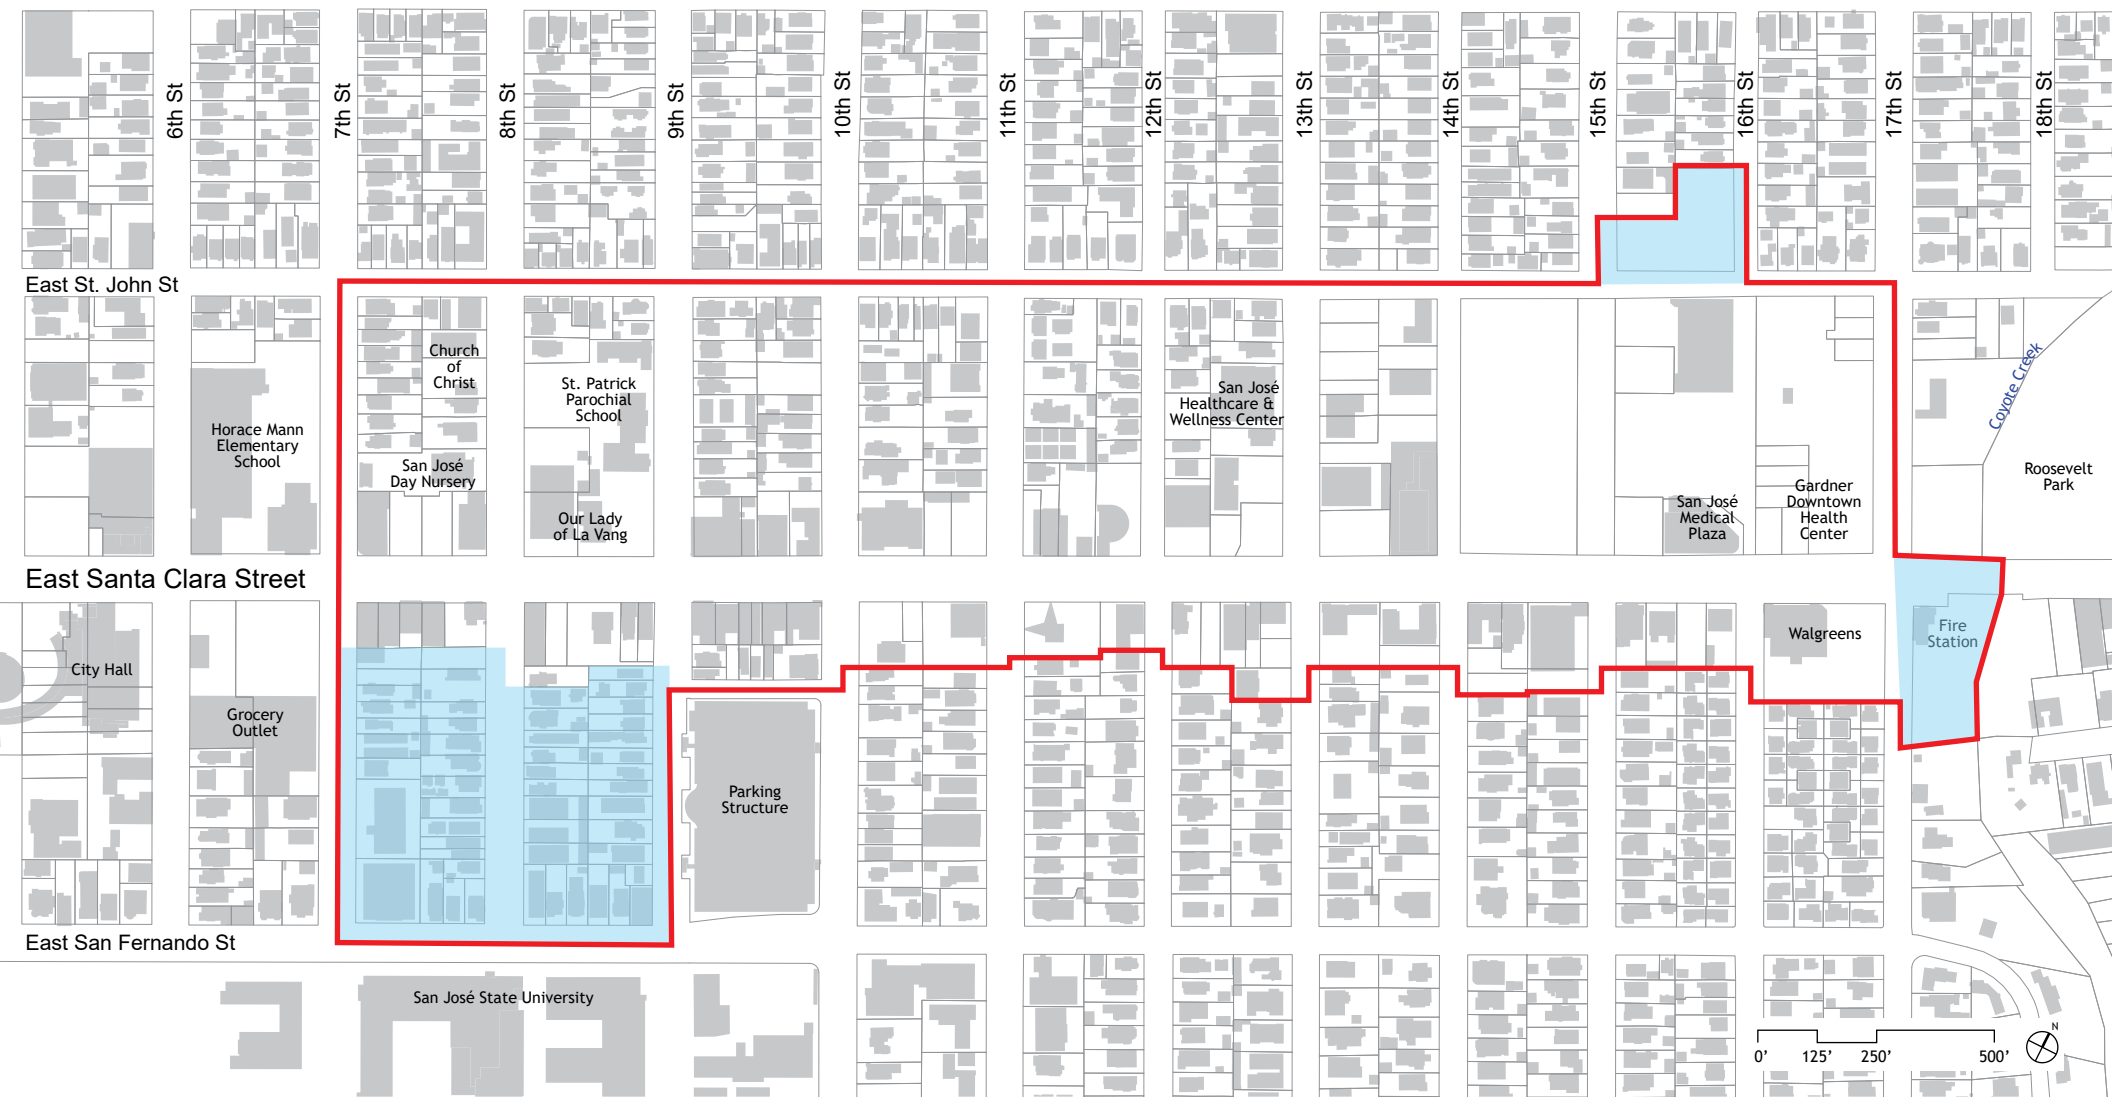 6th St
7th St
8th St
9th St
10th St
11th St
12th St
13th St
14th St
15th St
16th St
17th St
18th St
East St. John St
Church
of
Christ
St. Patrick
Parochial
School
San José
Healthcare &
Wellness Center
Coyote Creek
Horace Mann
Elementary
School
San José
Day Nursery
Our Lady
of La Vang
San José
Medical
Plaza
Gardner
Downtown
Health
Center
Roosevelt
Park
East Santa Clara Street
City Hall
Grocery
Outlet
Walgreens
Fire
Station
Parking
Structure
East San Fernando St
San José State University
0'
125'
250'
500'
N